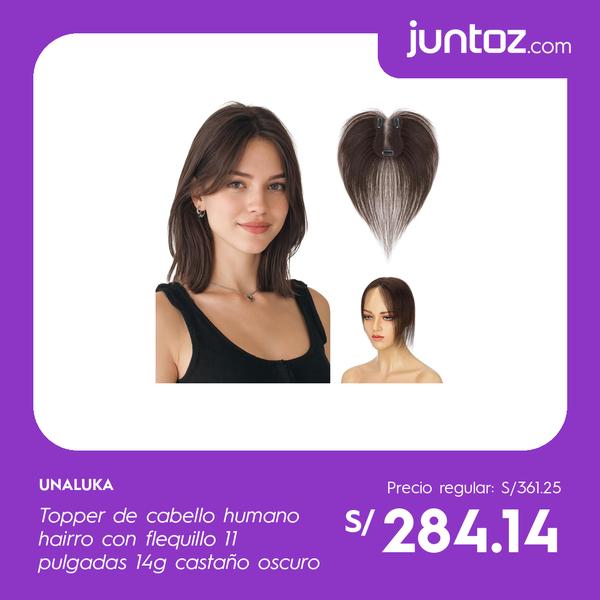 juntoz.com
UNALUKA
Topper de cabello humano
hairro con flequillo 11
pulgadas 14g castaño oscuro
Precio regular: S/361.25
S/284.14